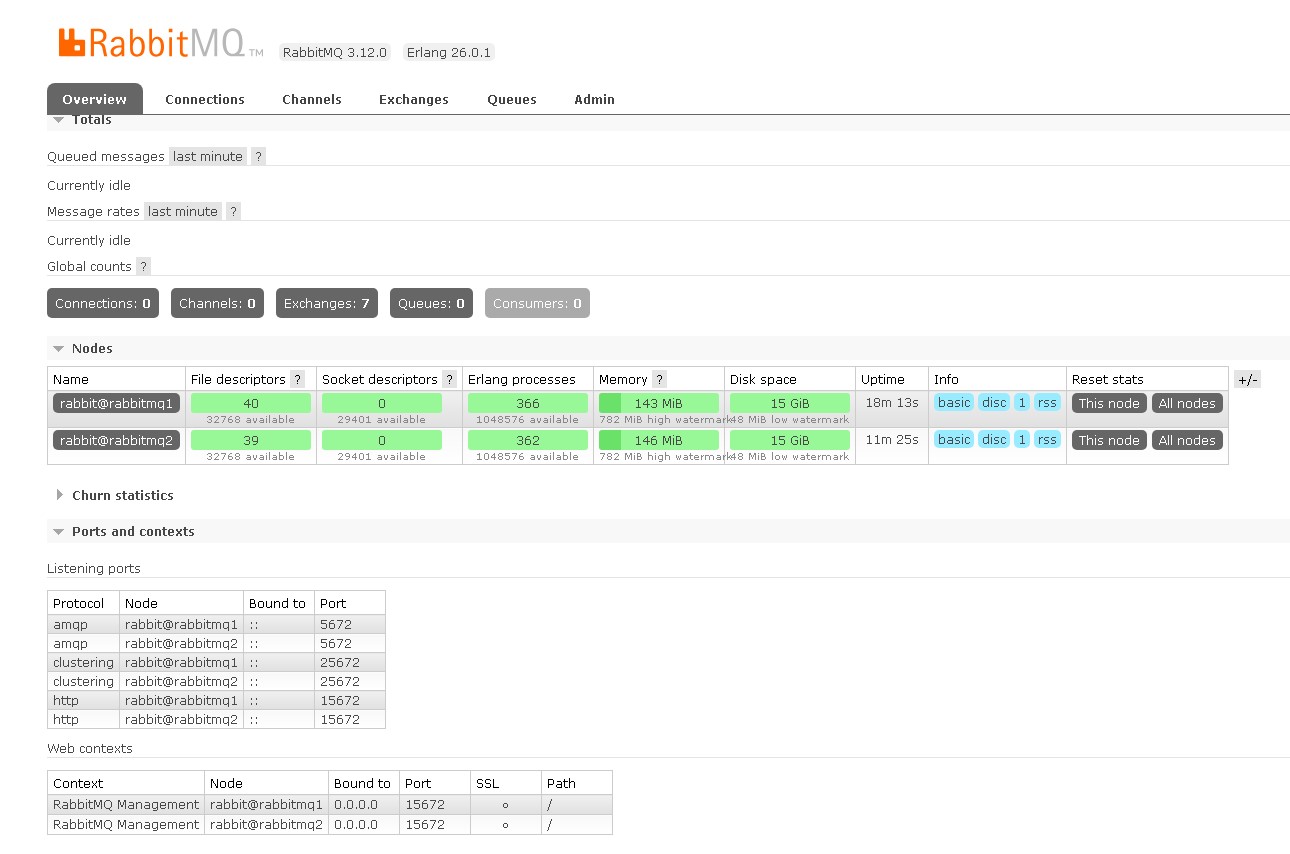 RabbitMQ TM RabbitMQ 3.12.0 Erlang 26.0.1
Overview Connections Channels Exchanges Queues Admin
Totals
Queued messages last minute ?
Currently idle
Message rates last minute ?
Currently idle
Global counts ?
Connections: 0 Channels: 0 Exchanges: 7 Queues: 0 Consumers: 0
Nodes
Name File descriptors ? Socket descriptors ? Erlang processes Memory ? Disk space Uptime Info Reset stats +/-
rabbit@rabbitmq1 40 0 366 143 MiB 15 GiB 18m 13s basic disc 1 rss This node All nodes
32768 available 29401 available 1048576 available 782 MiB high watermark 48 MiB low watermark
rabbit@rabbitmq2 39 0 362 146 MiB 15 GiB 11m 25s basic disc 1 rss This node All nodes
32768 available 29401 available 1048576 available 782 MiB high watermark 48 MiB low watermark
Churn statistics
Ports and contexts
Listening ports
Protocol Node Bound to Port
amqp rabbit@rabbitmq1 :: 5672
amqp rabbit@rabbitmq2 :: 5672
clustering rabbit@rabbitmq1 :: 25672
clustering rabbit@rabbitmq2 :: 25672
http rabbit@rabbitmq1 :: 15672
http rabbit@rabbitmq2 :: 15672
Web contexts
Context Node Bound to Port SSL Path
RabbitMQ Management rabbit@rabbitmq1 0.0.0.0 15672 ○ /
RabbitMQ Management rabbit@rabbitmq2 0.0.0.0 15672 ○ /